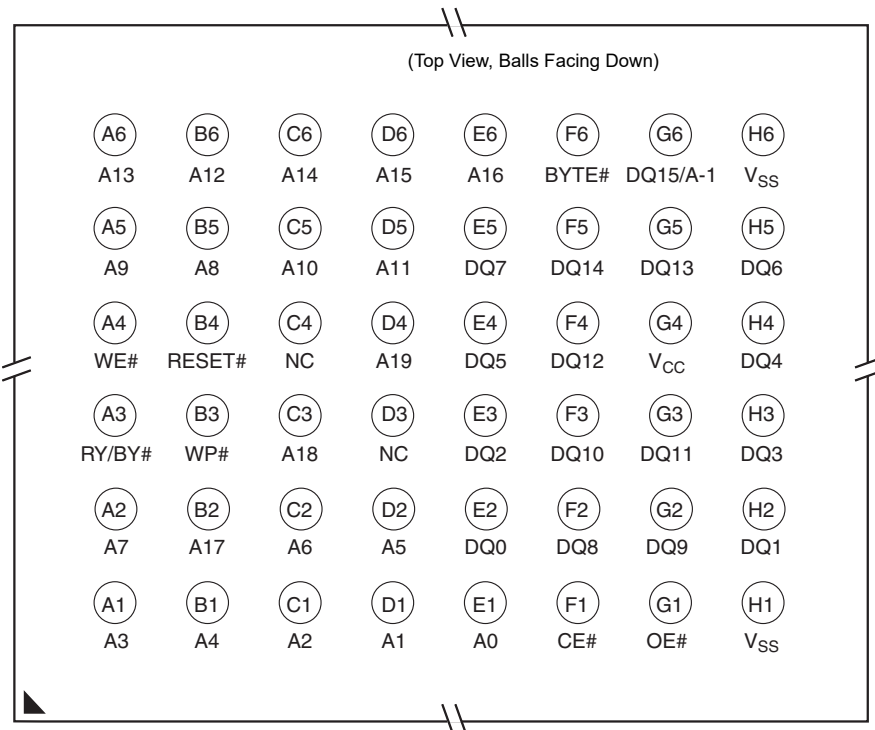 (Top View, Balls Facing Down)
A6 B6 C6 D6 E6 F6 G6 H6
A13 A12 A14 A15 A16 BYTE# DQ15/A-1 VSS
A5 B5 C5 D5 E5 F5 G5 H5
A9 A8 A10 A11 DQ7 DQ14 DQ13 DQ6
A4 B4 C4 D4 E4 F4 G4 H4
WE# RESET# NC A19 DQ5 DQ12 VCC DQ4
A3 B3 C3 D3 E3 F3 G3 H3
RY/BY# WP# A18 NC DQ2 DQ10 DQ11 DQ3
A2 B2 C2 D2 E2 F2 G2 H2
A7 A17 A6 A5 DQ0 DQ8 DQ9 DQ1
A1 B1 C1 D1 E1 F1 G1 H1
A3 A4 A2 A1 A0 CE# OE# VSS